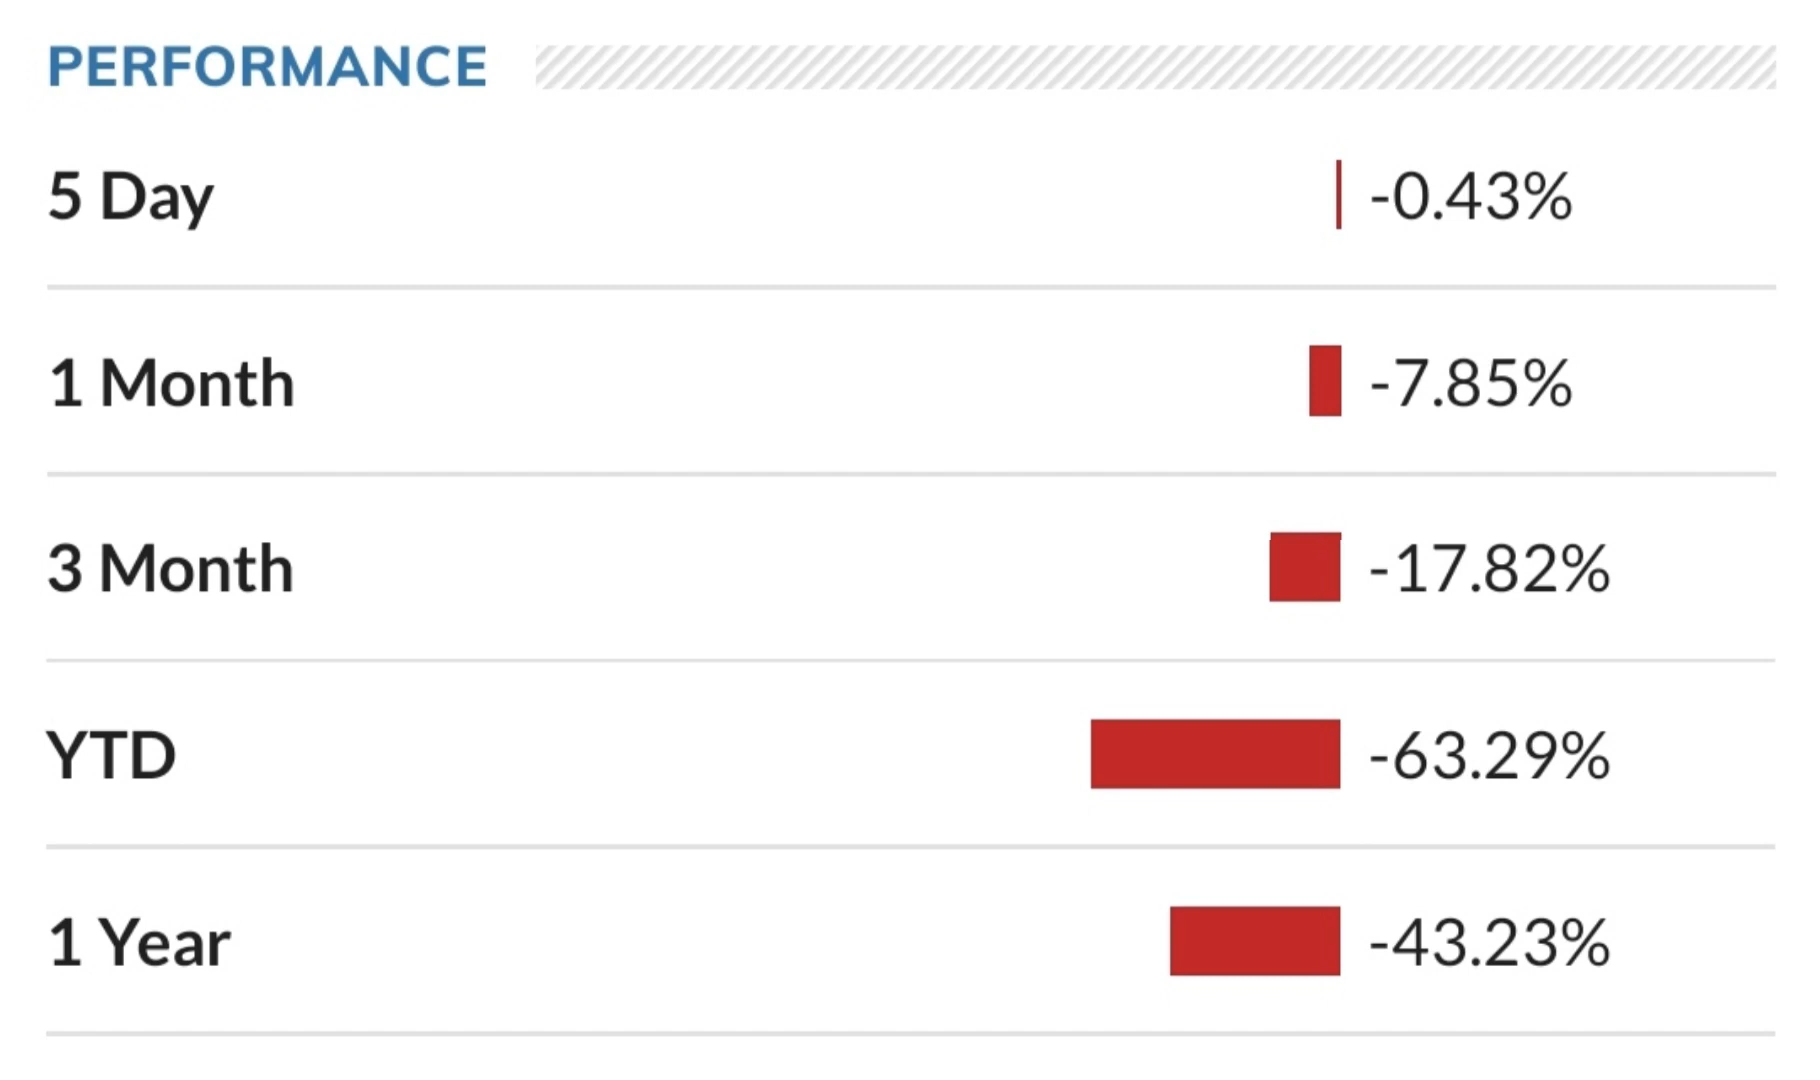 PERFORMANCE
5 Day -0.43%
1 Month -7.85%
3 Month -17.82%
YTD -63.29%
1 Year -43.23%